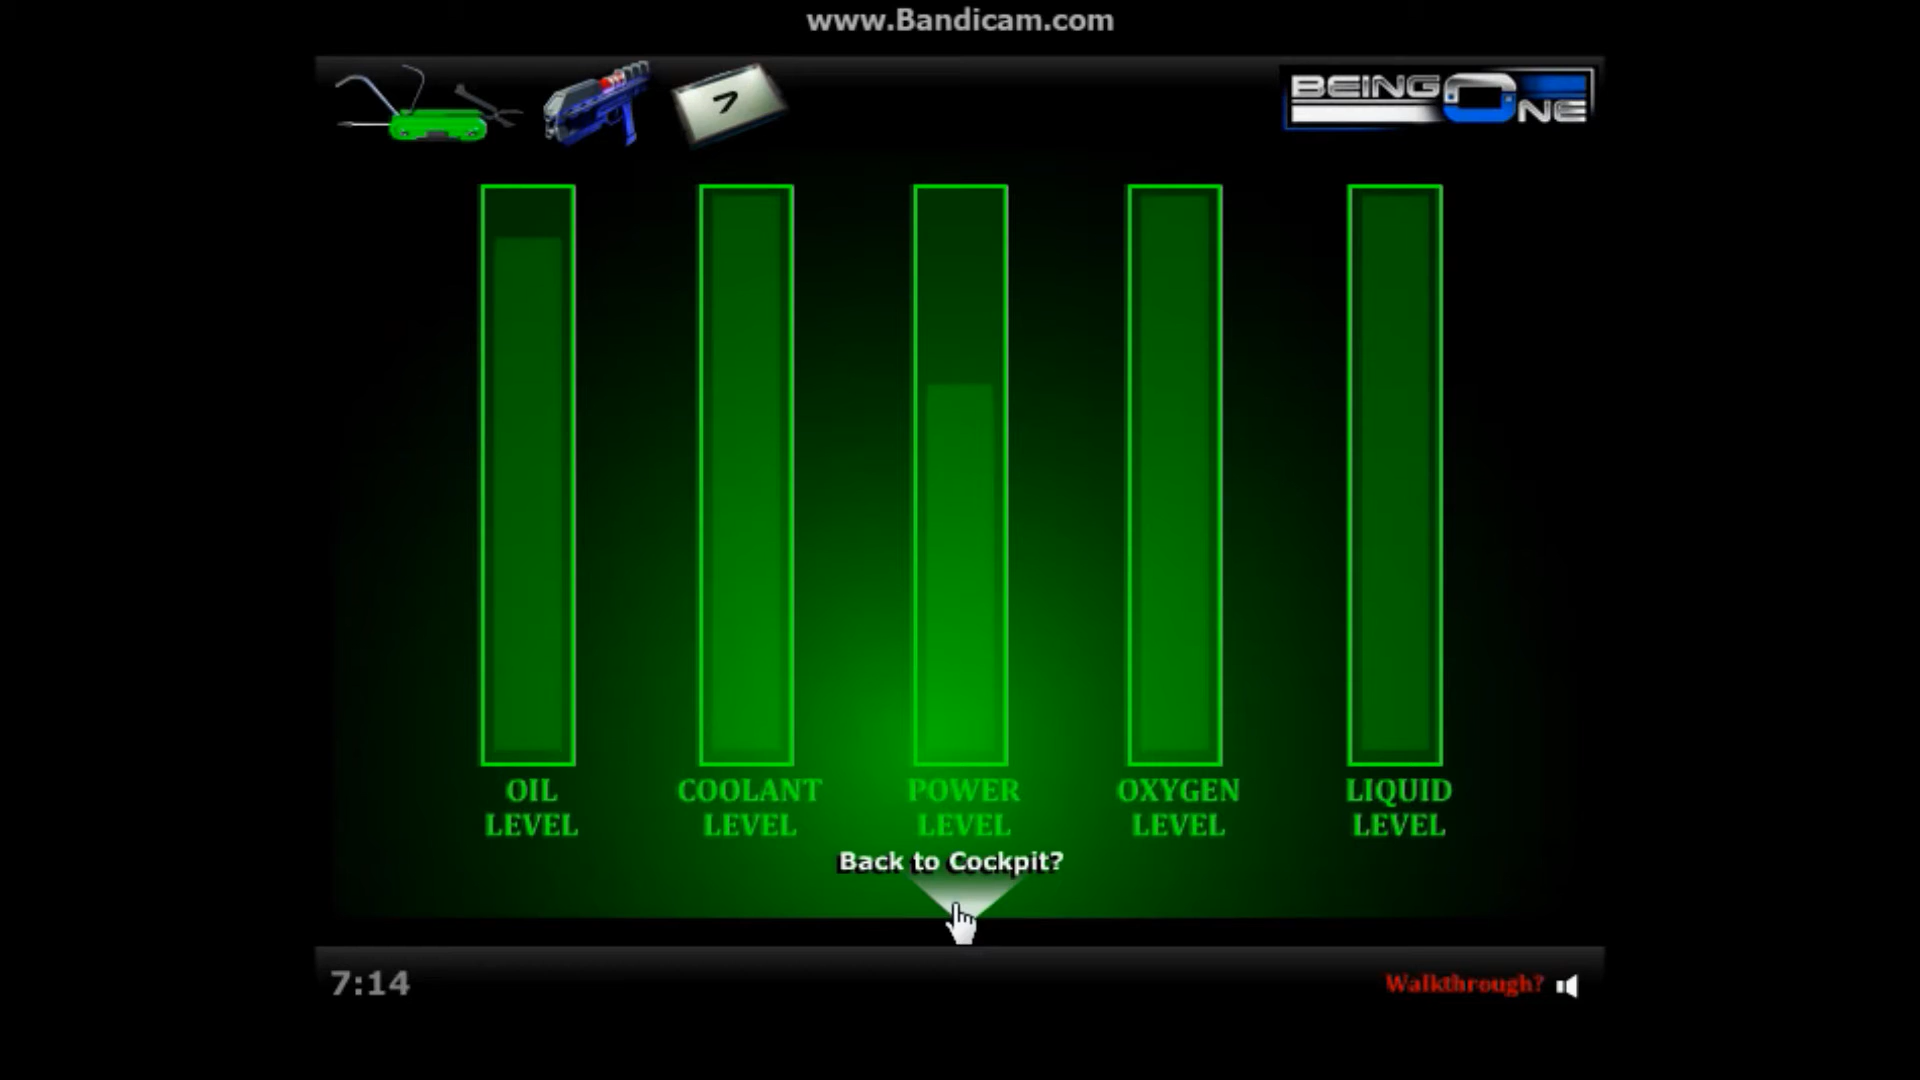 www.Bandicam.com
7
BEING ONE
OIL
LEVEL
COOLANT
LEVEL
POWER
LEVEL
OXYGEN
LEVEL
LIQUID
LEVEL
Back to Cockpit?
7:14
Walkthrough?